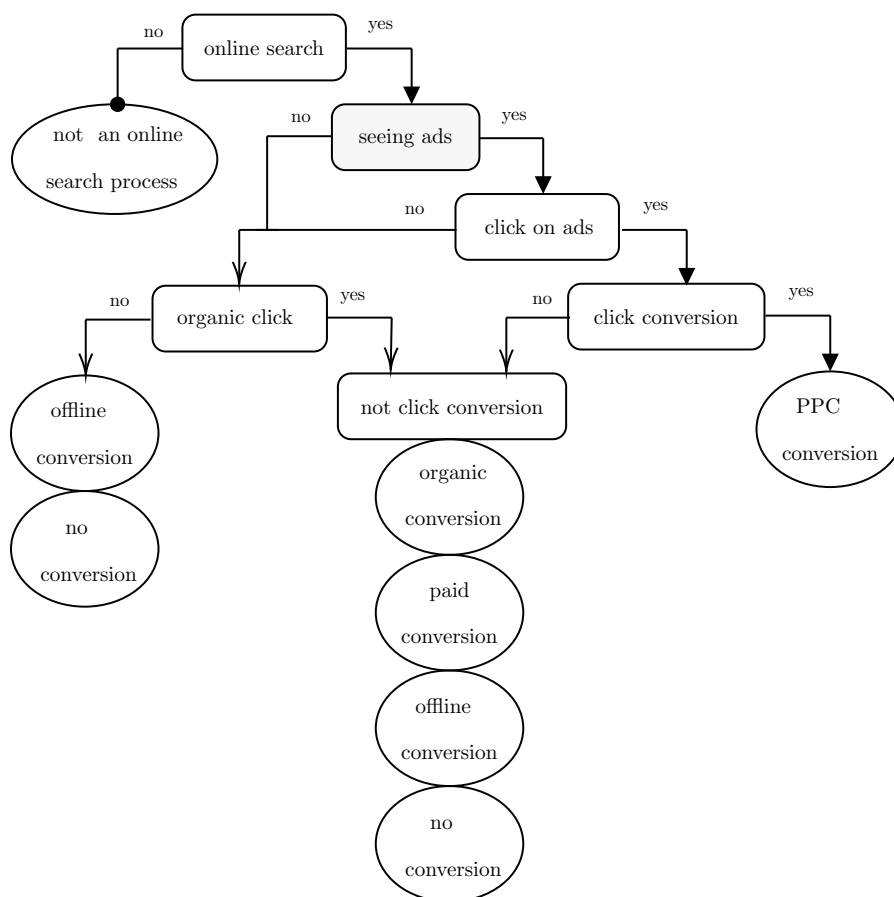 no
online search
yes
not an online
search process
no
seeing ads
yes
no
click on ads
yes
no
organic click
yes
no
click conversion
yes
offline
conversion
not click conversion
PPC
conversion
organic
conversion
no
conversion
paid
conversion
offline
conversion
no
conversion